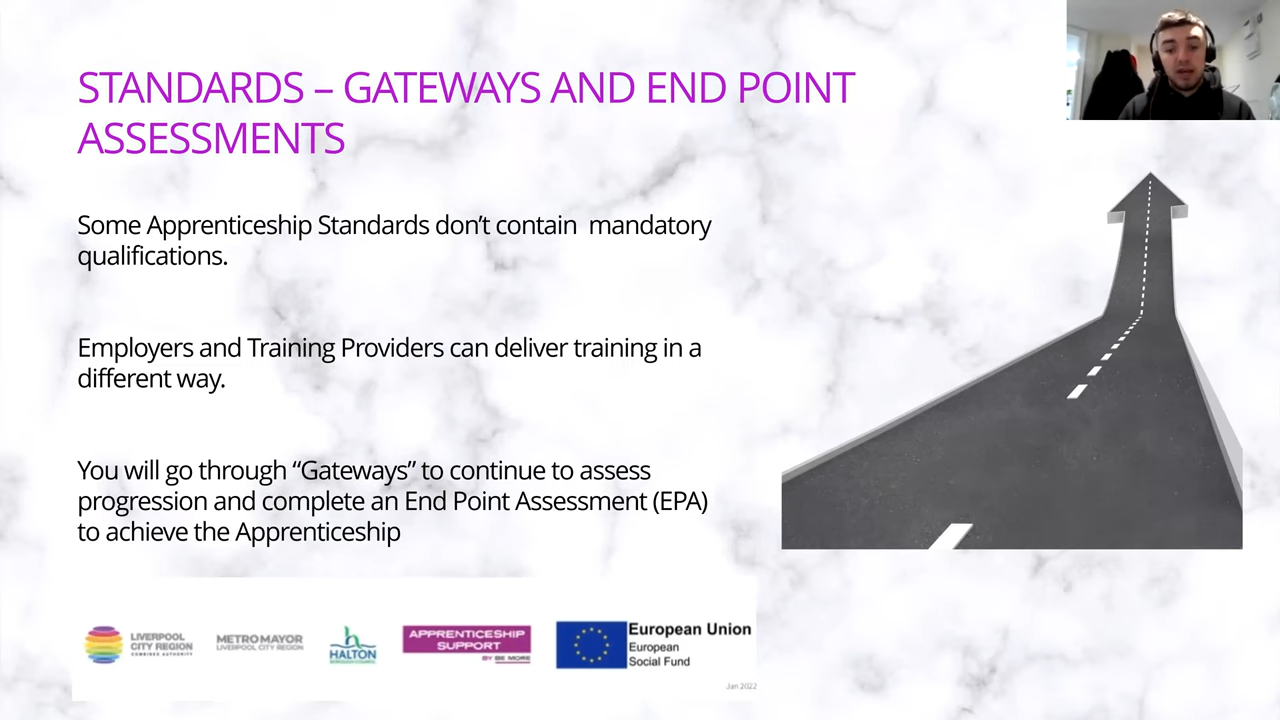 STANDARDS – GATEWAYS AND END POINT
ASSESSMENTS
Some Apprenticeship Standards don’t contain  mandatory
qualifications.
Employers and Training Providers can deliver training in a
different way.
You will go through “Gateways” to continue to assess
progression and complete an End Point Assessment (EPA)
to achieve the Apprenticeship
LIVERPOOL
CITY REGION
COMBINED AUTHORITY
METRO MAYOR
LIVERPOOL CITY REGION
HALTON
BOROUGH COUNCIL
APPRENTICESHIP
SUPPORT
BY BE MORE
European Union
European
Social Fund
Jan 2022